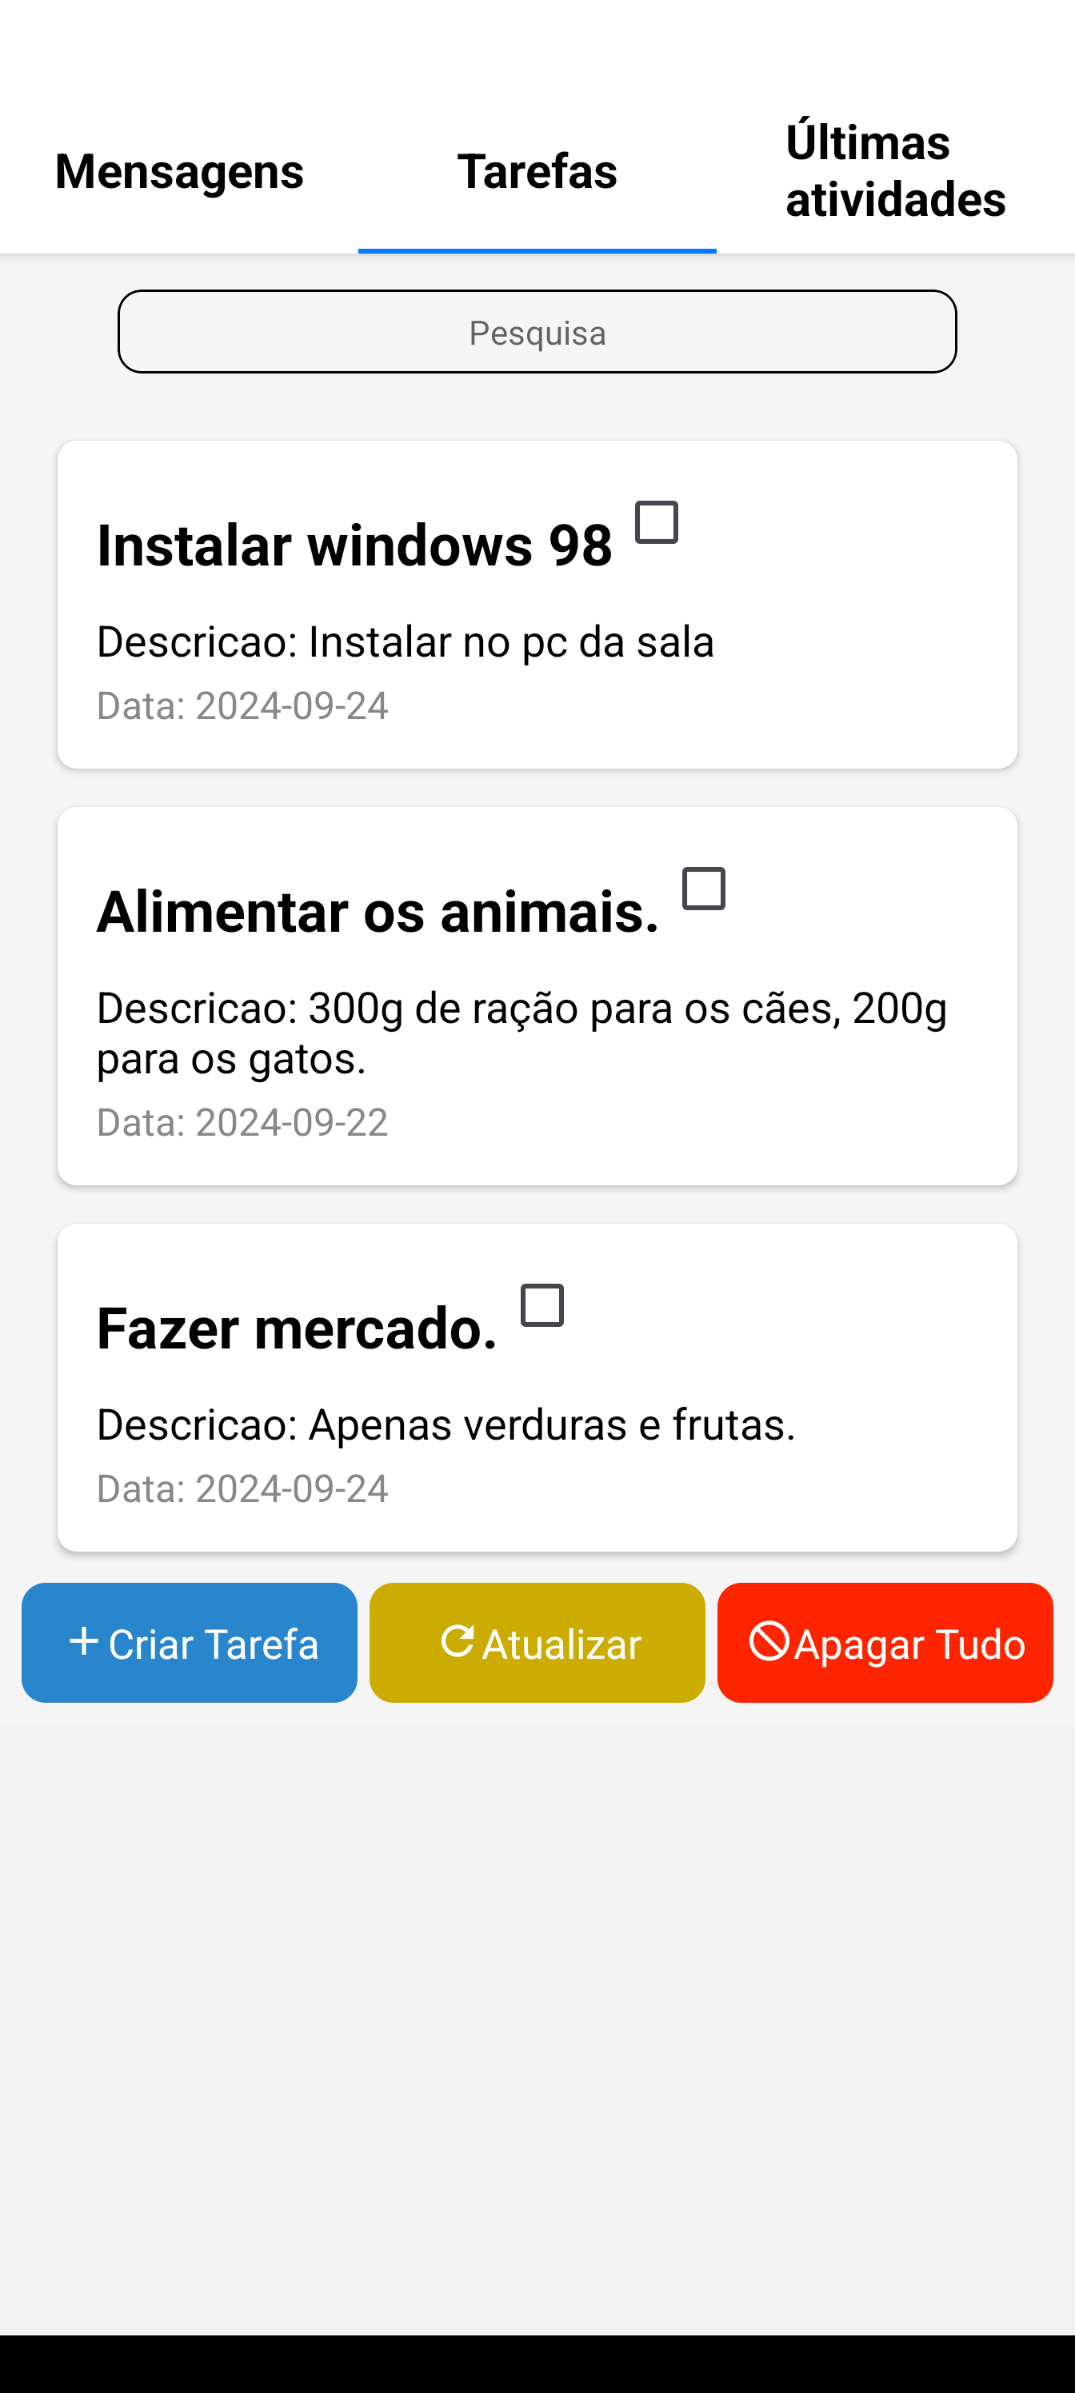 Mensagens
Tarefas
Últimas
atividades
Pesquisa
Instalar windows 98
Descricao: Instalar no pc da sala
Data: 2024-09-24
Alimentar os animais.
Descricao: 300g de ração para os cães, 200g
para os gatos.
Data: 2024-09-22
Fazer mercado.
Descricao: Apenas verduras e frutas.
Data: 2024-09-24
Criar Tarefa
Atualizar
Apagar Tudo